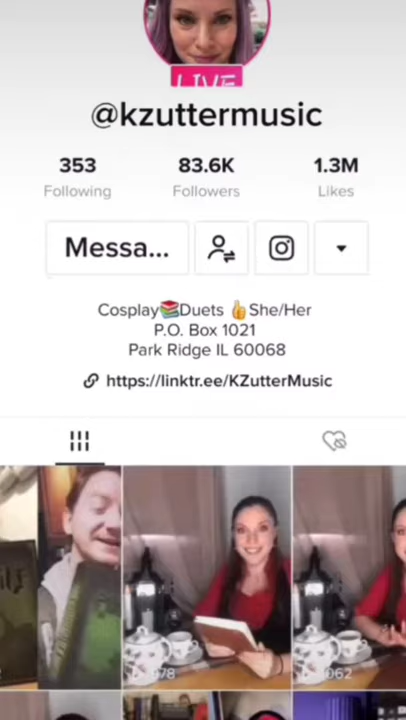 LIVE
@kzuttermusic
353 83.6K 1.3M
Following Followers Likes
Messa...
Cosplay📚Duets 👍She/Her
P.O. Box 1021
Park Ridge IL 60068
https://linktr.ee/KZutterMusic